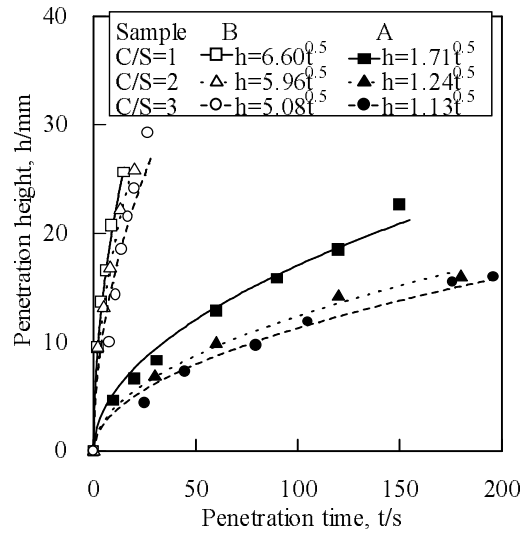 40
Sample B A
C/S=1 h=6.60t^0.5 h=1.71t^0.5
C/S=2 h=5.96t^0.5 h=1.24t^0.5
C/S=3 h=5.08t^0.5 h=1.13t^0.5
30
20
10
0
Penetration height, h/mm
0 50 100 150 200
Penetration time, t/s